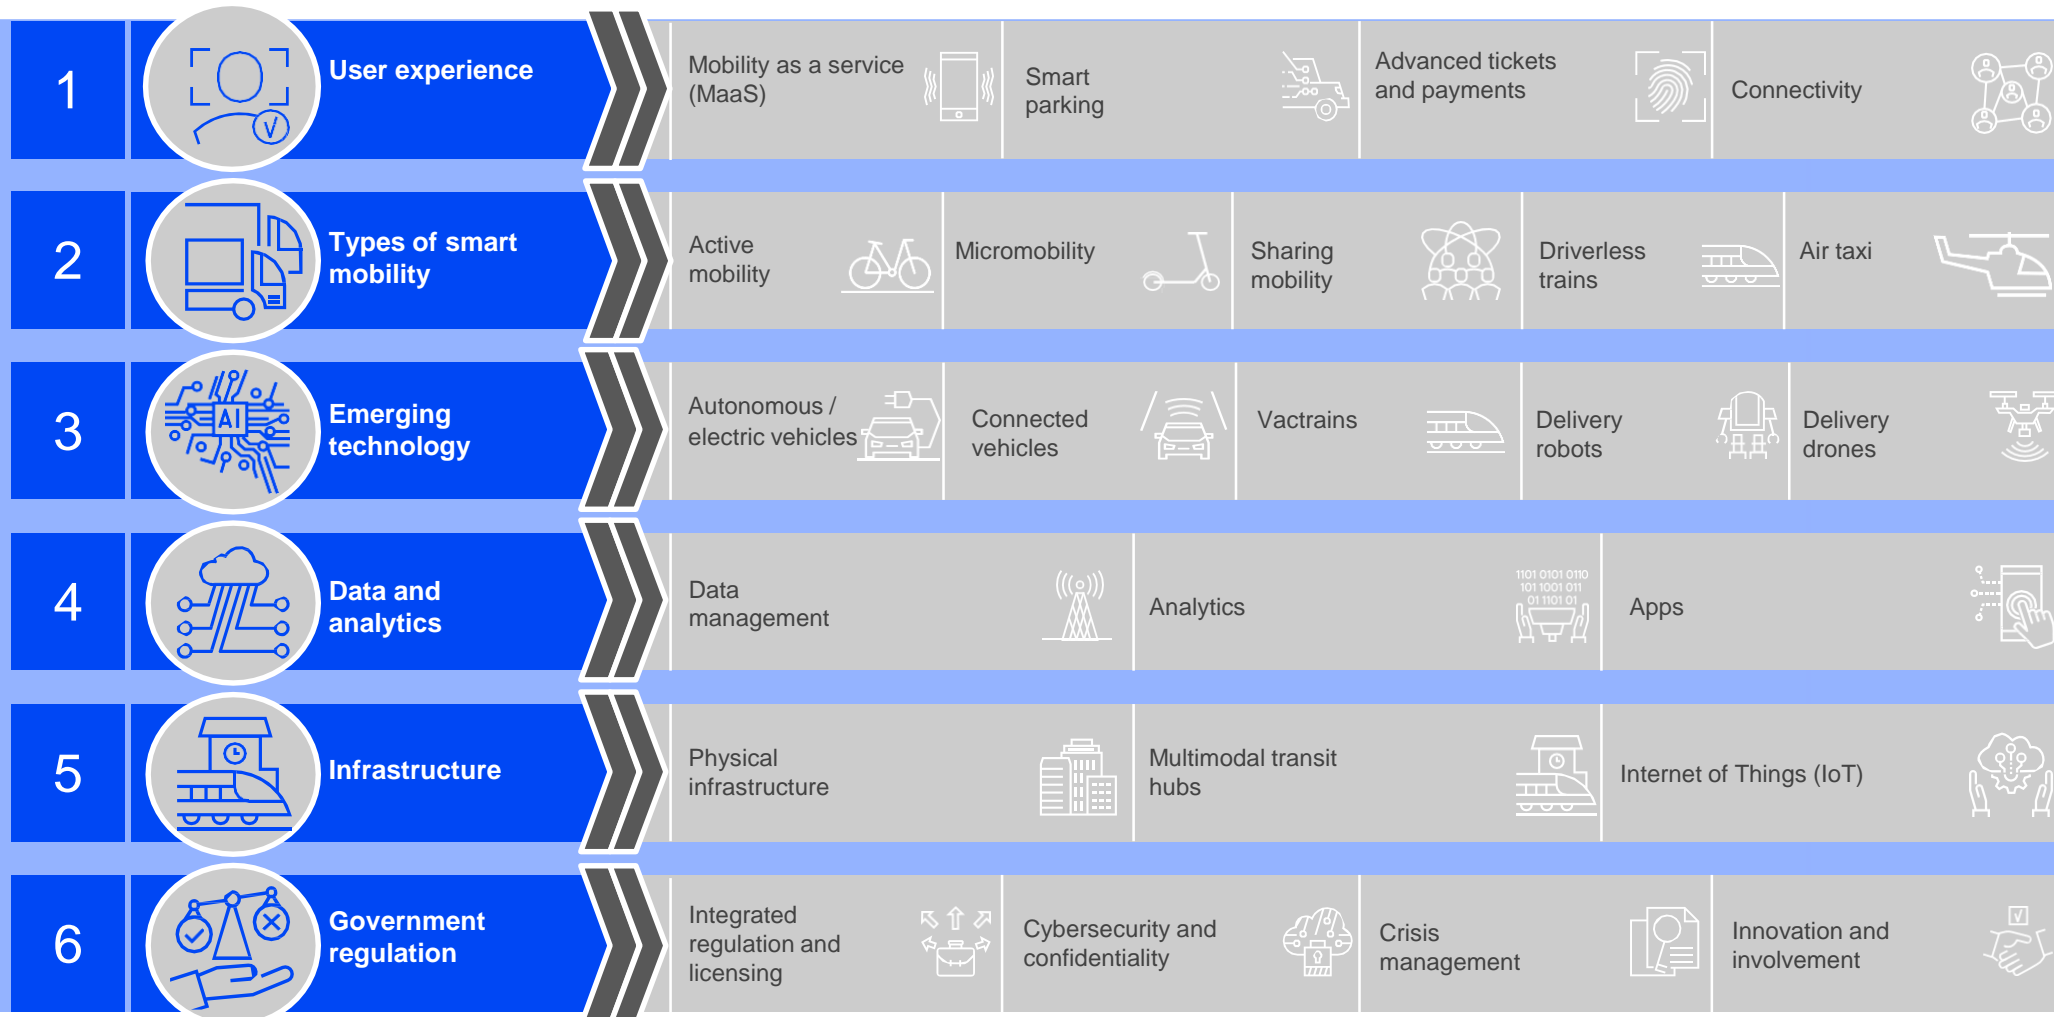 1
User experience
Mobility as a service
(MaaS)
Smart
parking
Advanced tickets
and payments
Connectivity
2
Types of smart
mobility
Active
mobility
Micromobility
Sharing
mobility
Driverless
trains
Air taxi
3
AI
Emerging
technology
Autonomous /
electric vehicles
Connected
vehicles
Vactrains
Delivery
robots
Delivery
drones
4
Data and
analytics
Data
management
Analytics
1101 0101 0110
101 1001 011
01 1101 01
Apps
5
Infrastructure
Physical
infrastructure
Multimodal transit
hubs
Internet of Things (IoT)
6
Government
regulation
Integrated
regulation and
licensing
Cybersecurity and
confidentiality
Crisis
management
Innovation and
involvement